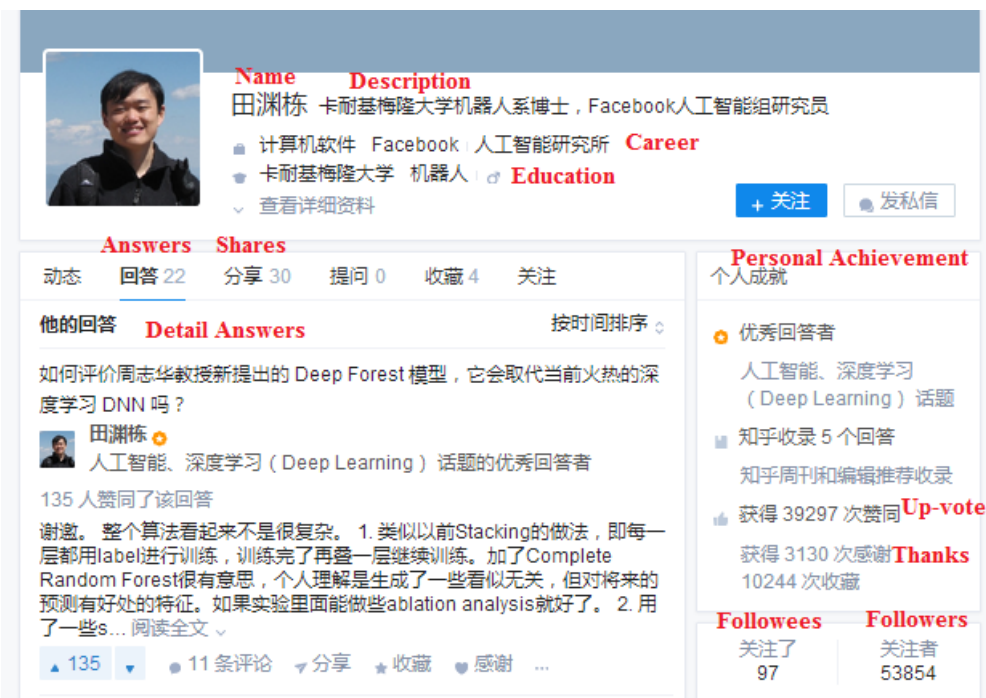 Name Description
田渊栋 卡耐基梅隆大学机器人系博士，Facebook人工智能组研究员
计算机软件 Facebook 人工智能研究所 Career
卡耐基梅隆大学 机器人 Education
查看详细资料
+ 关注 发私信
Answers Shares
动态 回答 22 分享 30 提问 0 收藏 4 关注
他的回答 Detail Answers 按时间排序
如何评价周志华教授新提出的 Deep Forest 模型，它会取代当前火热的深
度学习 DNN 吗？
田渊栋
人工智能、深度学习（Deep Learning） 话题的优秀回答者
135 人赞同了该回答
谢邀。 整个算法看起来不是很复杂。 1. 类似以前Stacking的做法，即每一
层都用label进行训练，训练完了再叠一层继续训练。加了Complete
Random Forest很有意思，个人理解是生成了一些看似无关，但对将来的
预测有好处的特征。如果实验里面能做些ablation analysis就好了。 2. 用
了一些s... 阅读全文
135 11 条评论 分享 收藏 感谢 ...
Personal Achievement
个人成就
优秀回答者
人工智能、深度学习
（Deep Learning） 话题
知乎收录 5 个回答
知乎周刊和编辑推荐收录
获得 39297 次赞同 Up-vote
获得 3130 次感谢 Thanks
10244 次收藏
Followees Followers
关注了 关注者
97 53854